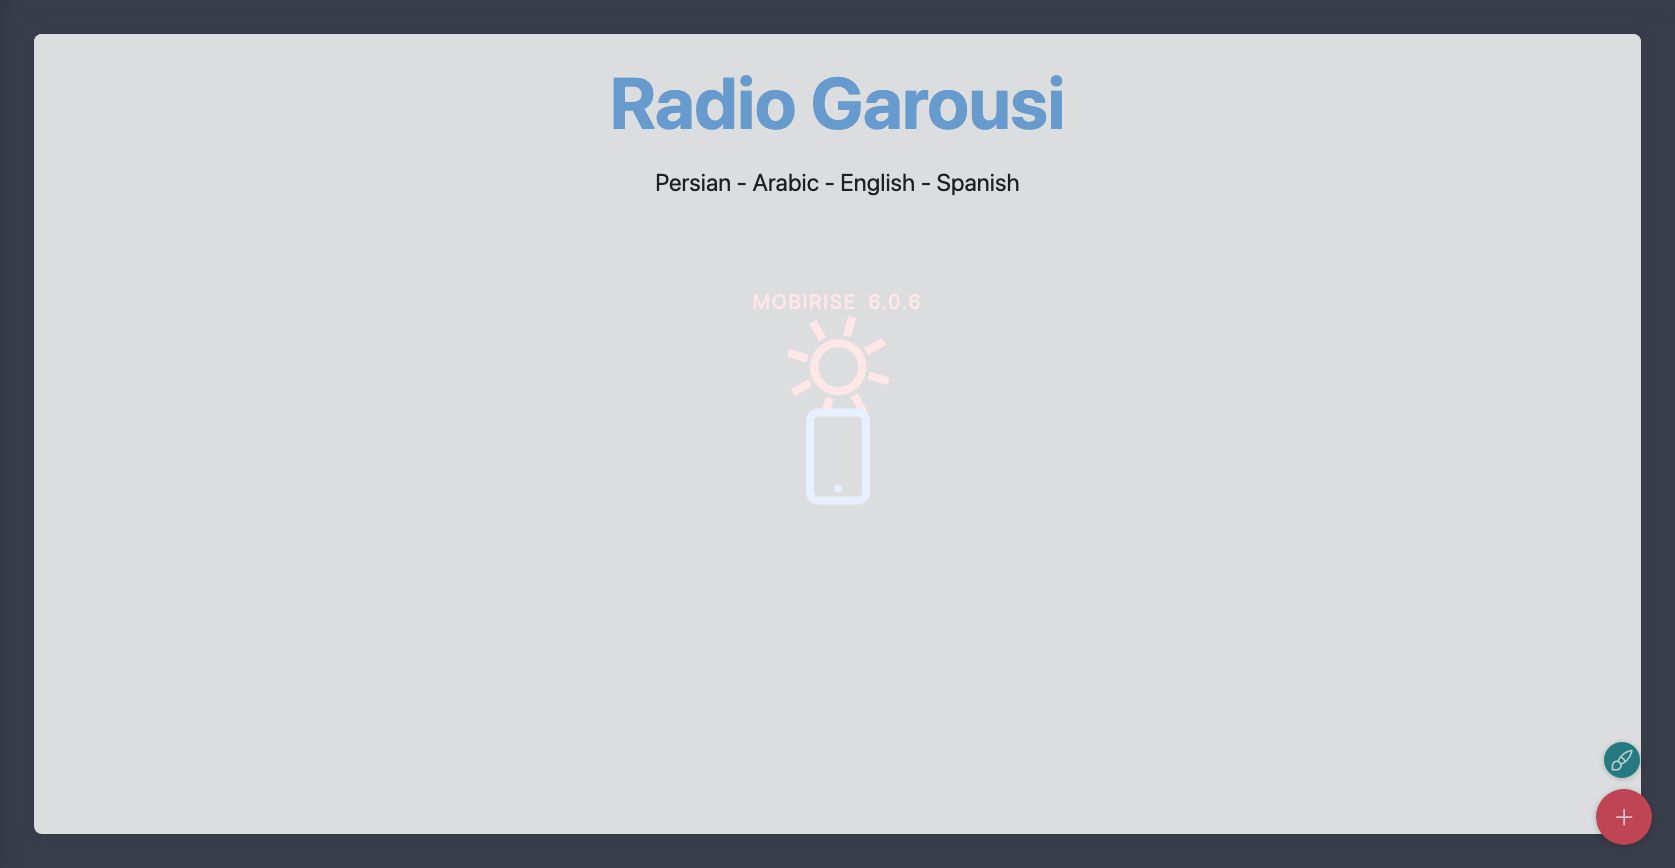 Radio Garousi
Persian - Arabic - English - Spanish
MOBIRISE 6.0.6